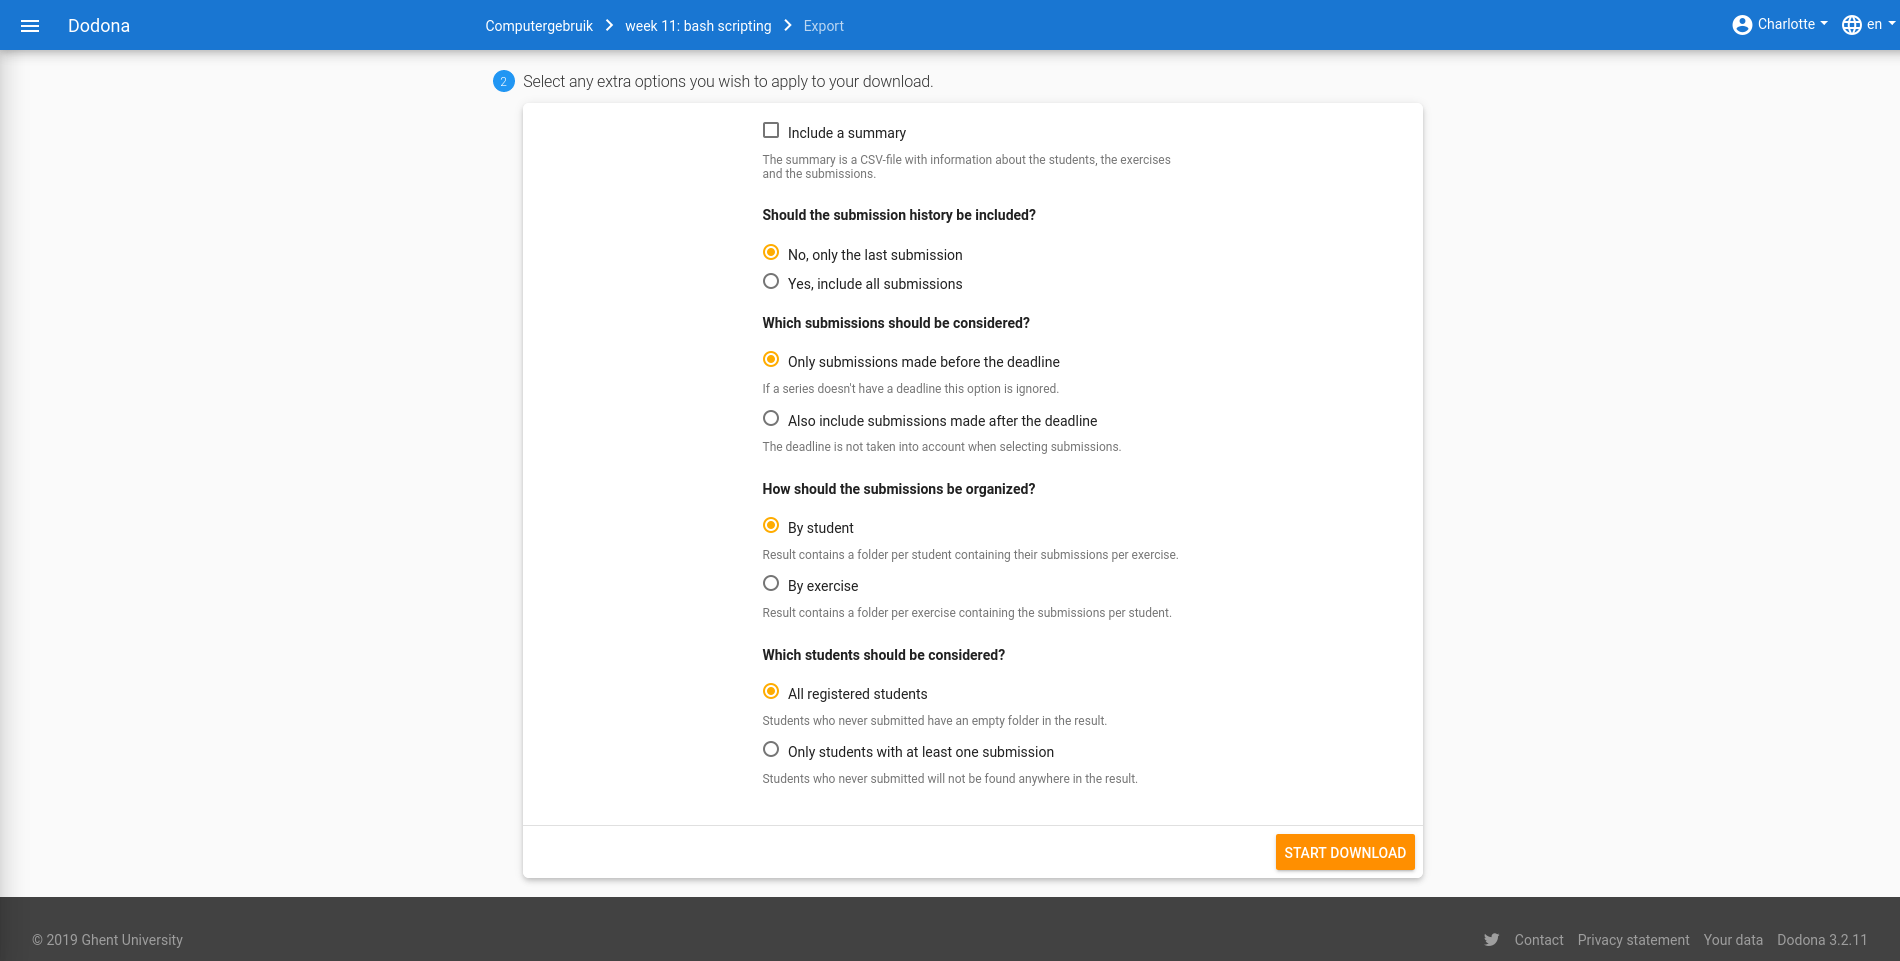 Dodona
Computergebruik
week 11: bash scripting
Export
Charlotte
en
2
Select any extra options you wish to apply to your download.
Include a summary
The summary is a CSV-file with information about the students, the exercises
and the submissions.
Should the submission history be included?
No, only the last submission
Yes, include all submissions
Which submissions should be considered?
Only submissions made before the deadline
If a series doesn't have a deadline this option is ignored.
Also include submissions made after the deadline
The deadline is not taken into account when selecting submissions.
How should the submissions be organized?
By student
Result contains a folder per student containing their submissions per exercise.
By exercise
Result contains a folder per exercise containing the submissions per student.
Which students should be considered?
All registered students
Students who never submitted have an empty folder in the result.
Only students with at least one submission
Students who never submitted will not be found anywhere in the result.
START DOWNLOAD
© 2019 Ghent University
Contact
Privacy statement
Your data
Dodona 3.2.11